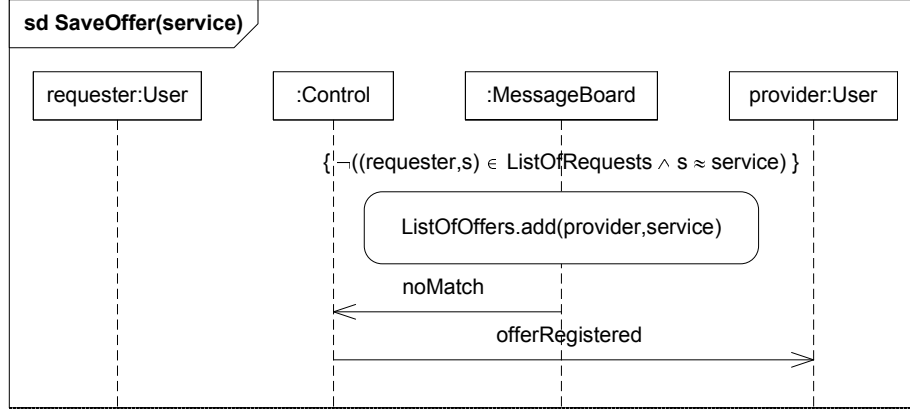 sd SaveOffer(service)
requester:User
:Control
:MessageBoard
provider:User
{ ¬((requester,s) ∈ ListOfRequests ∧ s ≈ service) }
ListOfOffers.add(provider,service)
noMatch
offerRegistered